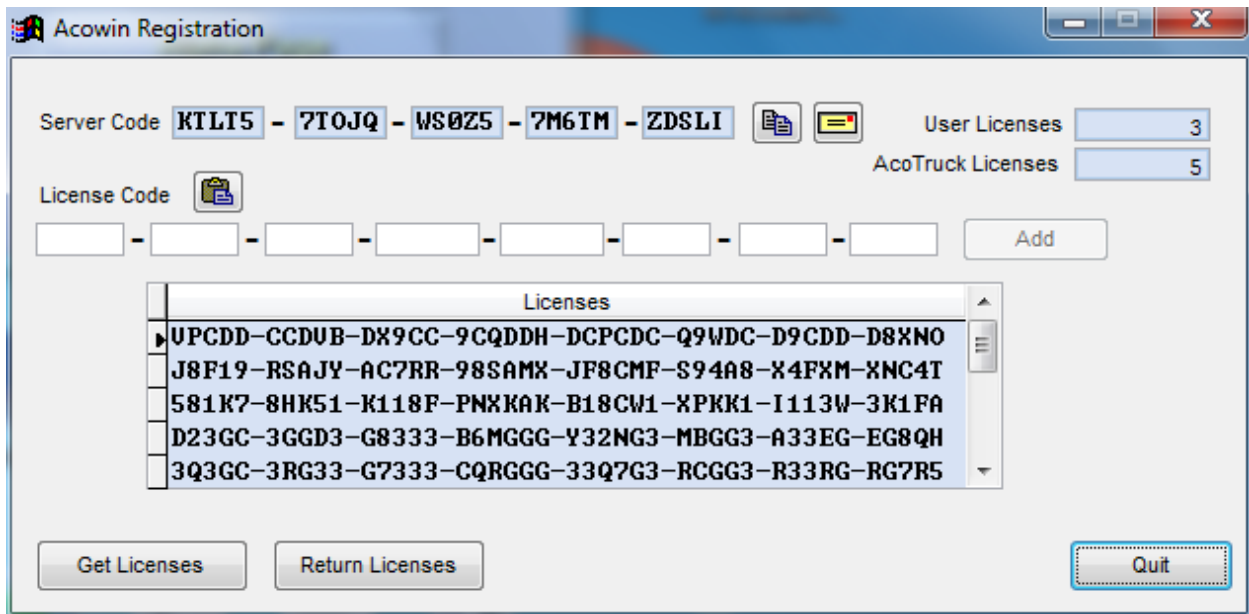 Acowin Registration
Server Code KTLT5 - 7TOJQ - WS0Z5 - 7M6TM - ZDSLI
User Licenses 3
AcoTruck Licenses 5
License Code
- - - - - - - Add
Licenses
VPCDD-CCDVB-DX9CC-9CQDDH-DCPCDC-Q9WDC-D9CDD-D8XNO
J8F19-RSAJY-AC7RR-98SAMX-JF8CMF-S94A8-X4FXM-XNC4T
581K7-8HK51-K118F-PNXKAK-B18CW1-XPKK1-I113W-3K1FA
D23GC-3GGD3-G8333-B6MGGG-Y32NG3-MBGG3-A33EG-EG8QH
3Q3GC-3RG33-G7333-CQRGGG-33Q7G3-RCGG3-R33RG-RG7R5
Get Licenses Return Licenses Quit